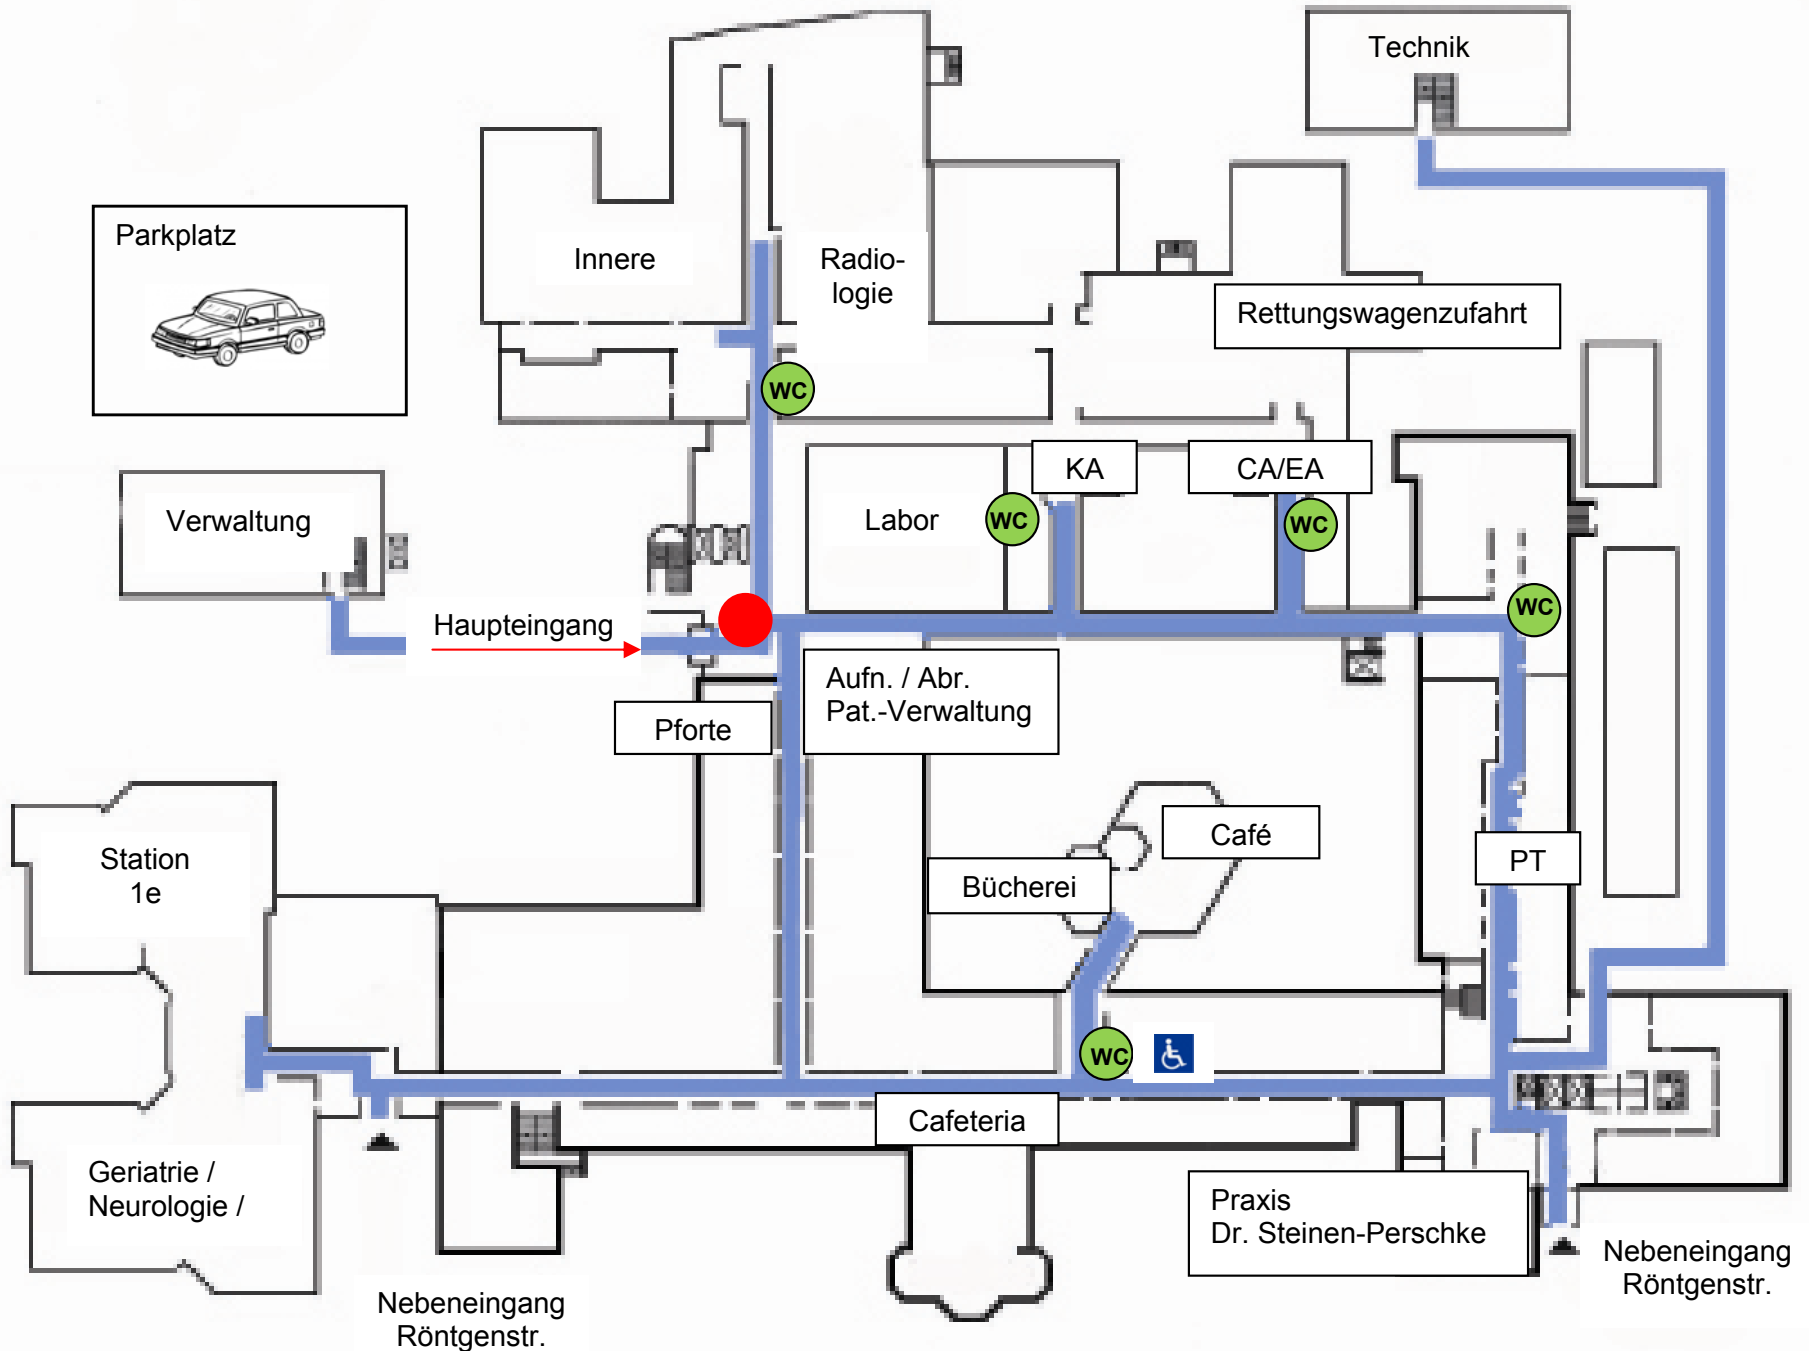 Technik
Parkplatz
Innere
Radio-
logie
Rettungswagenzufahrt
WC
KA
CA/EA
Verwaltung
Labor
WC
WC
WC
Haupteingang
Aufn. / Abr.
Pat.-Verwaltung
Pforte
Café
Station
1e
PT
Bücherei
WC
Cafeteria
Geriatrie /
Neurologie /
Praxis
Dr. Steinen-Perschke
Nebeneingang
Röntgenstr.
Nebeneingang
Röntgenstr.